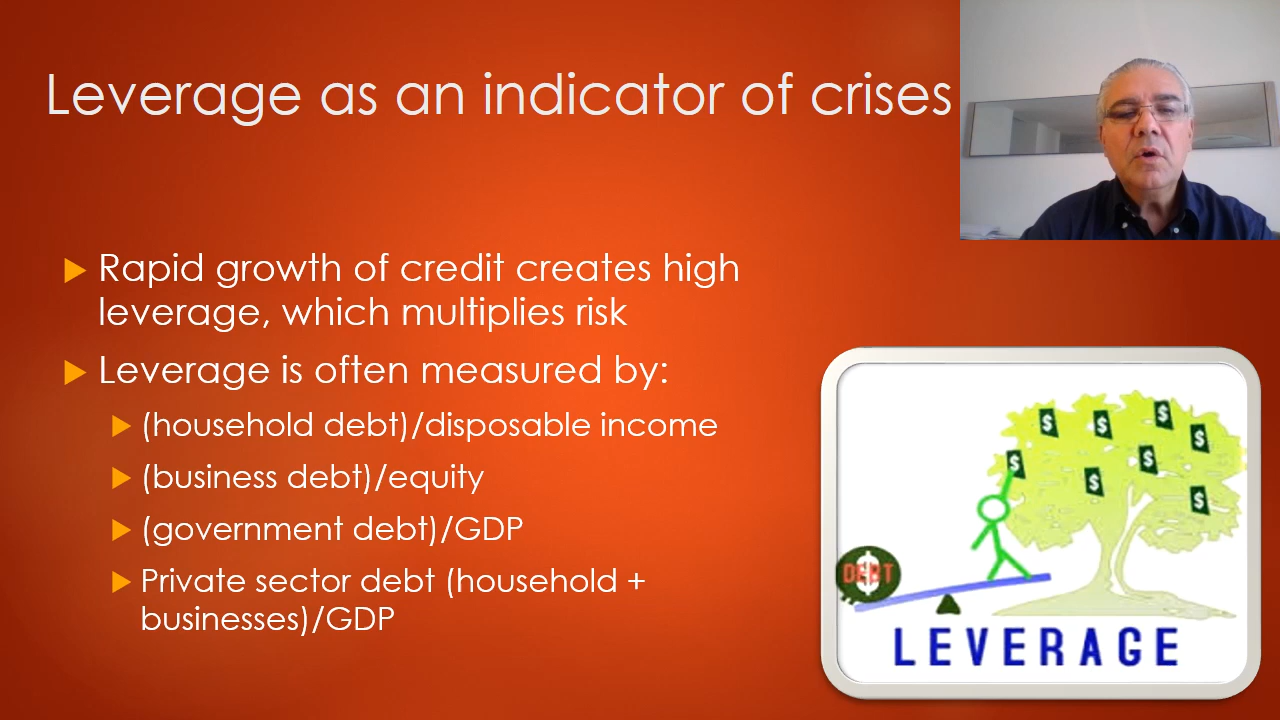 Leverage as an indicator of crises
Rapid growth of credit creates high
leverage, which multiplies risk
Leverage is often measured by:
(household debt)/disposable income
(business debt)/equity
(government debt)/GDP
Private sector debt (household +
businesses)/GDP
$ $ $ $ $ $ $ $
DEBT
$
LEVERAGE